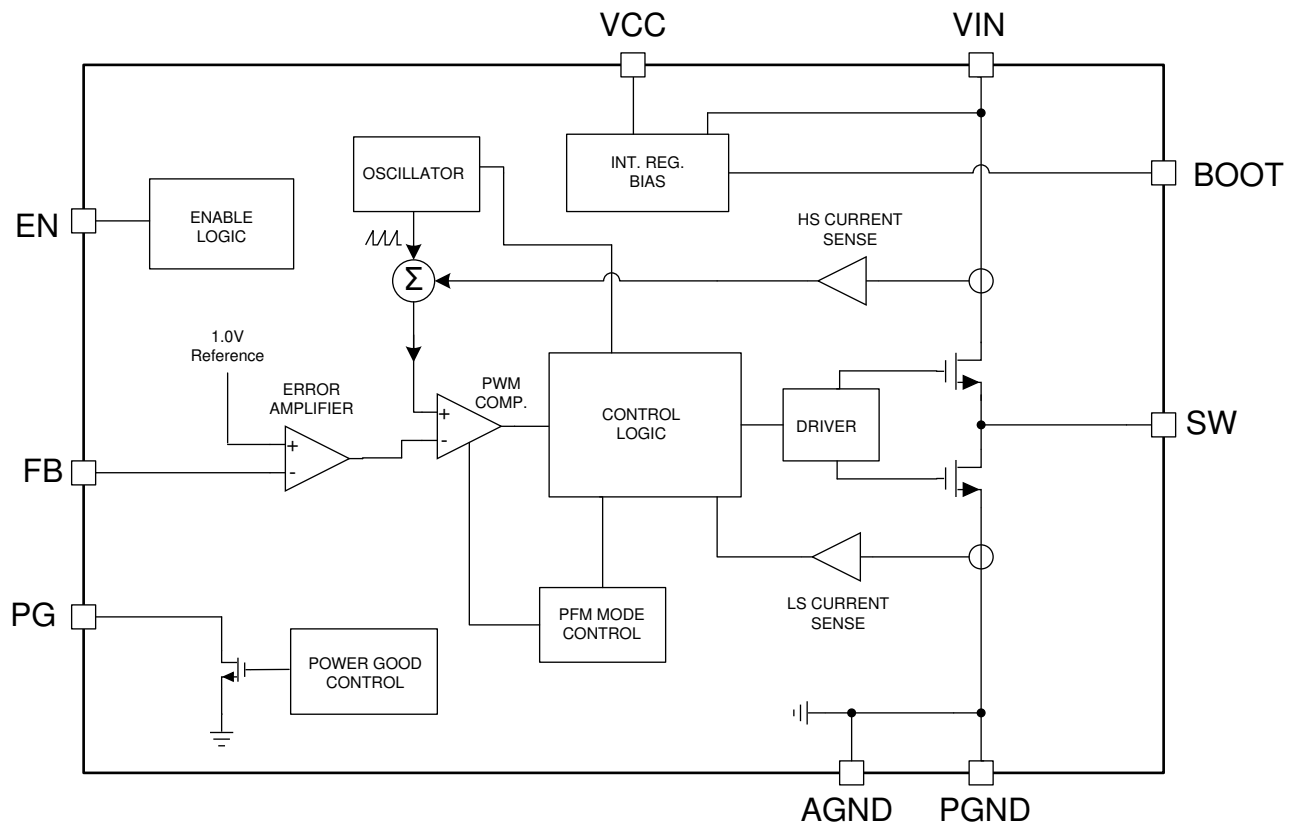 VCC
VIN
OSCILLATOR
INT. REG.
BIAS
BOOT
EN
ENABLE
LOGIC
HS CURRENT
SENSE
Σ
1.0V
Reference
ERROR
AMPLIFIER
+
-
PWM
COMP.
+
-
CONTROL
LOGIC
DRIVER
SW
FB
PG
PFM MODE
CONTROL
LS CURRENT
SENSE
POWER GOOD
CONTROL
AGND
PGND